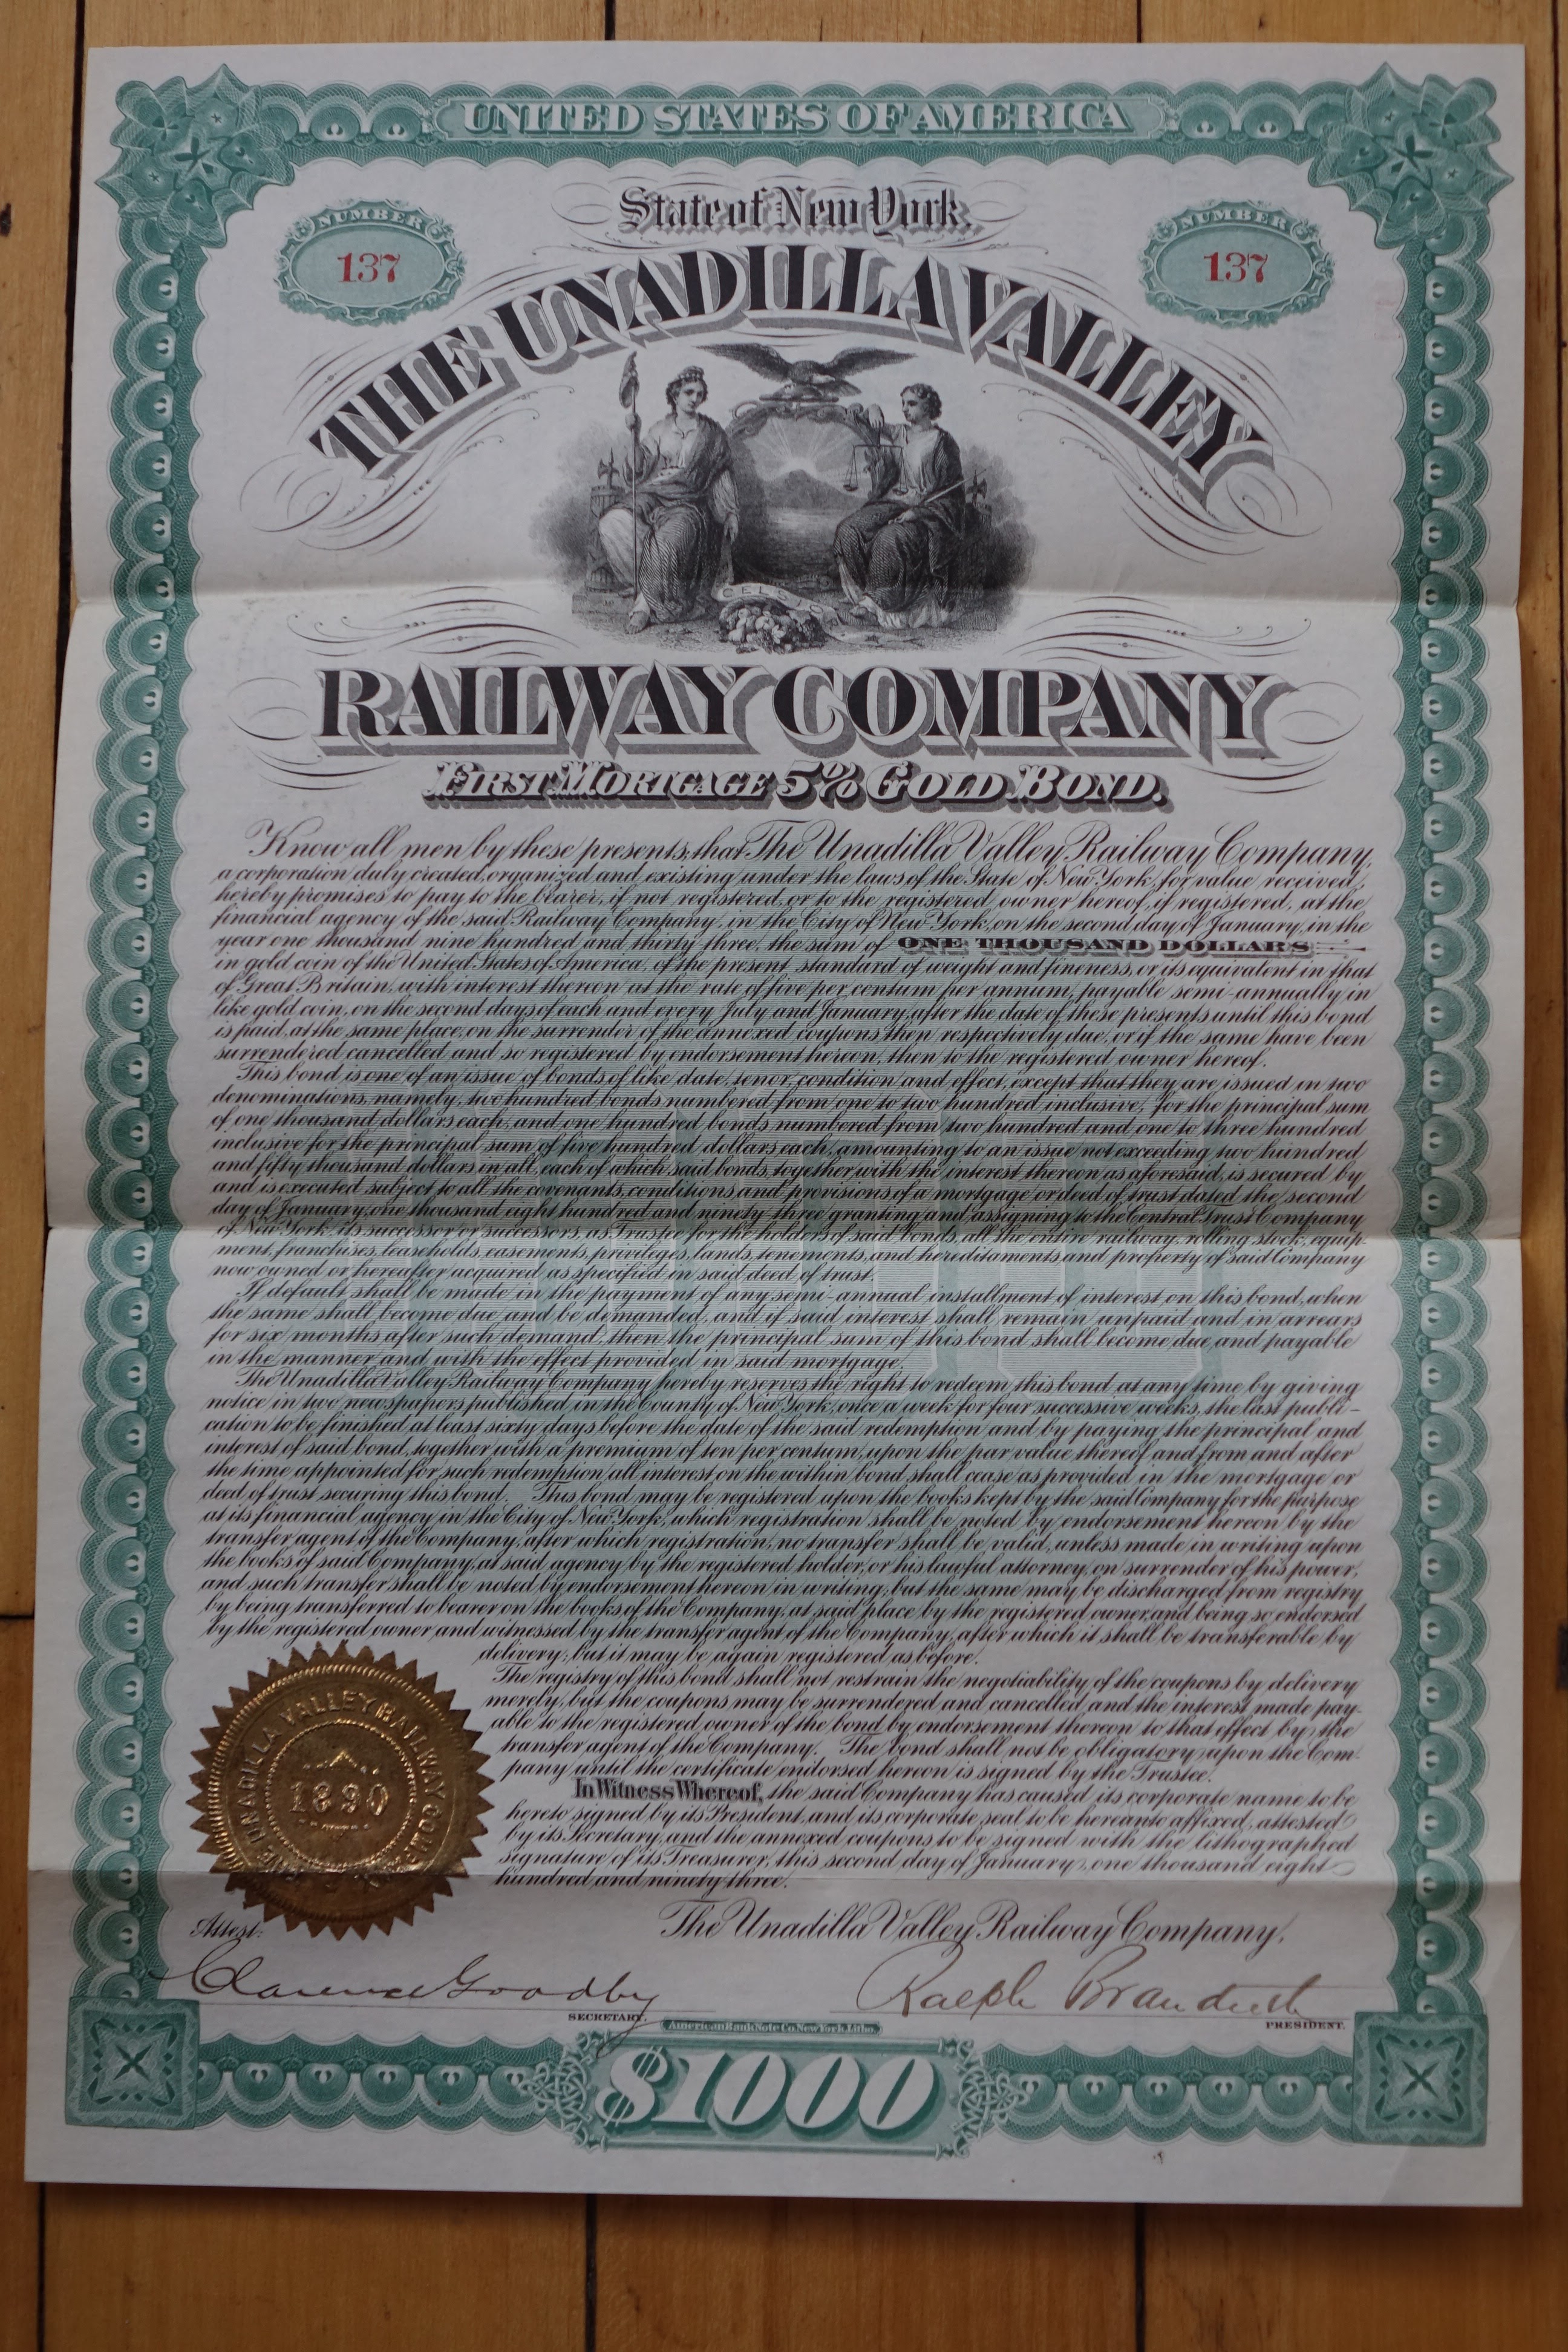 UNITED STATES OF AMERICA
State of New York.
NUMBER
137
NUMBER
137
THE UNADILLA VALLEY
CELSIO
RAILWAY COMPANY
FIRST MORTGAGE 5% GOLD BOND.
Know all men by these presents, that The Unadilla Valley Railway Company,
a corporation duly created, organized and existing under the laws of the State of New York, for value received,
hereby promises to pay to the bearer, if not registered, or to the registered owner hereof, if registered, at the
financial agency of the said Railway Company, in the City of New York, on the second day of January, in the
year one thousand nine hundred and thirty three, the sum of ONE THOUSAND DOLLARS
in gold coin of the United States of America, of the present standard of weight and fineness, or its equivalent in that
of Great Britain, with interest thereon at the rate of five per centum per annum, payable semi-annually in
like gold coin, on the second days of each and every July and January, after the date of these presents until this bond
is paid, at the same place, on the surrender of the annexed coupons then respectively due, or if the same have been
surrendered cancelled and so registered by endorsement hereon, then to the registered owner hereof.
This bond is one of an issue of bonds of like date, tenor, condition and effect, except that they are issued in two
denominations, namely, two hundred bonds numbered from one to two hundred inclusive, for the principal sum
of one thousand dollars each, and one hundred bonds numbered from two hundred and one to three hundred
inclusive for the principal sum of five hundred dollars each, amounting to an issue not exceeding two hundred
and fifty thousand dollars in all, each of which said bonds, together with the interest thereon as aforesaid, is secured by
and is executed subject to all the covenants, conditions and provisions of a mortgage or deed of trust dated the second
day of January, one thousand eight hundred and ninety-three granting and assigning to the Central Trust Company
of New York, its successor or successors, as Trustee for the holders of said bonds, all the entire railway, rolling stock, equip-
ment, franchises, leaseholds, easements, privileges, lands, tenements, and hereditaments and property of said Company
now owned or hereafter acquired as specified in said deed of trust.
If default shall be made in the payment of any semi-annual installment of interest on this bond, when
the same shall become due and be demanded, and if said interest shall remain unpaid and in arrears
for six months after such demand, then the principal sum of this bond shall become due and payable
in the manner and with the effect provided in said mortgage.
The Unadilla Valley Railway Company hereby reserves the right to redeem this bond at any time by giving
notice in two newspapers published in the County of New York, once a week for four successive weeks, the last publi-
cation to be finished at least sixty days before the date of the said redemption and by paying the principal and
interest of said bond, together with a premium of ten per centum, upon the par value thereof and from and after
the time appointed for such redemption all interest on the within bond shall cease as provided in the mortgage or
deed of trust securing this bond. This bond may be registered upon the books kept by the said Company for the purpose
at its financial agency in the City of New York, which registration shall be noted by endorsement hereon by the
transfer agent of the Company, after which registration, no transfer shall be valid, unless made in writing upon
the books of said Company, at said agency by the registered holder, or his lawful attorney, on surrender of his power,
and such transfer shall be noted by endorsement hereon in writing; but the same may be discharged from registry
by being transferred to bearer on the books of the Company, at said place by the registered owner, and being so endorsed
by the registered owner and witnessed by the transfer agent of the Company, after which it shall be transferable by
delivery; but it may be again registered as before.
The registry of this bond shall not restrain the negotiability of the coupons by delivery
merely, but the coupons may be surrendered and cancelled and the interest made pay-
able to the registered owner of the bond by endorsement thereon to that effect by the
transfer agent of the Company. The bond shall not be obligatory upon the Com-
pany until the certificate endorsed hereon is signed by the Trustee.
In Witness Whereof, the said Company has caused its corporate name to be
hereto signed by its President, and its corporate seal to be hereunto affixed, attested
by its Secretary, and the annexed coupons to be signed with the lithographed
signature of its Treasurer, this second day of January, one thousand eight
hundred and ninety-three.
THE UNADILLA VALLEY RAILWAY COMPANY
1890
Attest:
The Unadilla Valley Railway Company,
Clarence Goodby
SECRETARY.
Ralph Brandreth
PRESIDENT.
American Bank Note Co. New York, Litho.
$1000